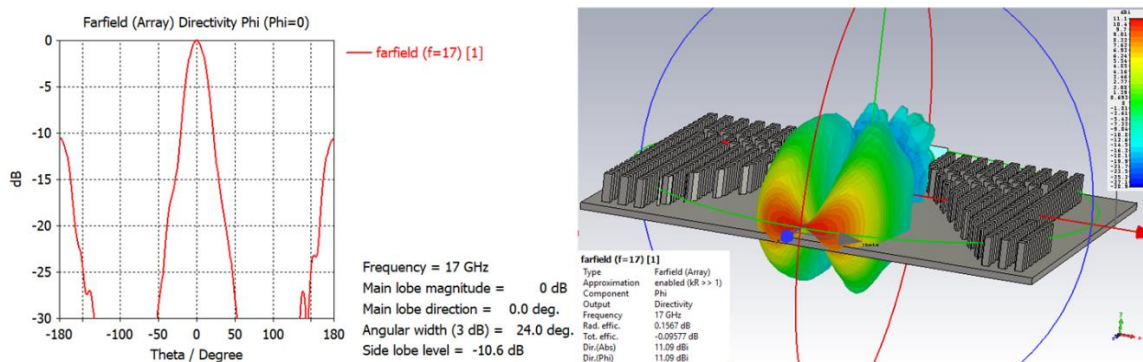 Farfield (Array) Directivity Phi (Phi=0)
0
-5
-10
-15
-20
-25
-30
dB
-180
-100
-50
0
50
100
180
Theta / Degree
farfield (f=17) [1]
Frequency = 17 GHz
Main lobe magnitude = 0 dB
Main lobe direction = 0.0 deg.
Angular width (3 dB) = 24.0 deg.
Side lobe level = -10.6 dB
dBi
11.1
farfield (f=17) [1]
Type Farfield (Array)
Approximation enabled (kR >> 1)
Component Phi
Output Directivity
Frequency 17 GHz
Rad. effic. 0.1567 dB
Tot. effic. -0.09577 dB
Dir.(Abs) 11.09 dBi
Dir.(Phi) 11.09 dBi